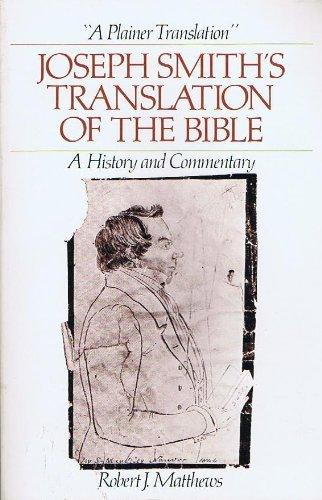 "A Plainer Translation"
JOSEPH SMITH'S
TRANSLATION
OF THE BIBLE
A History and Commentary
Robert J. Matthews